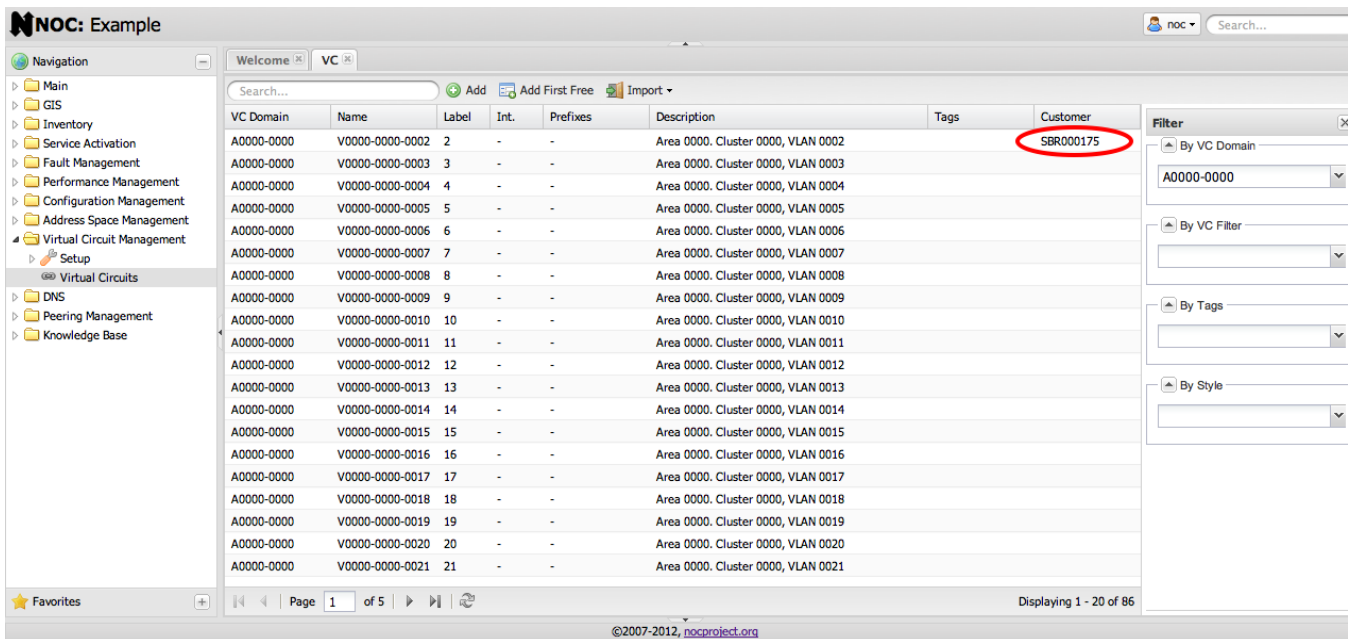 NOC: Example
noc
Search...
Navigation
Main
GIS
Inventory
Service Activation
Fault Management
Performance Management
Configuration Management
Address Space Management
Virtual Circuit Management
Setup
Virtual Circuits
DNS
Peering Management
Knowledge Base
Favorites
Welcome VC
Search... Add Add First Free Import
VC Domain Name Label Int. Prefixes Description Tags Customer
A0000-0000 V0000-0000-0002 2 - - Area 0000. Cluster 0000, VLAN 0002 SBR000175
A0000-0000 V0000-0000-0003 3 - - Area 0000. Cluster 0000, VLAN 0003
A0000-0000 V0000-0000-0004 4 - - Area 0000. Cluster 0000, VLAN 0004
A0000-0000 V0000-0000-0005 5 - - Area 0000. Cluster 0000, VLAN 0005
A0000-0000 V0000-0000-0006 6 - - Area 0000. Cluster 0000, VLAN 0006
A0000-0000 V0000-0000-0007 7 - - Area 0000. Cluster 0000, VLAN 0007
A0000-0000 V0000-0000-0008 8 - - Area 0000. Cluster 0000, VLAN 0008
A0000-0000 V0000-0000-0009 9 - - Area 0000. Cluster 0000, VLAN 0009
A0000-0000 V0000-0000-0010 10 - - Area 0000. Cluster 0000, VLAN 0010
A0000-0000 V0000-0000-0011 11 - - Area 0000. Cluster 0000, VLAN 0011
A0000-0000 V0000-0000-0012 12 - - Area 0000. Cluster 0000, VLAN 0012
A0000-0000 V0000-0000-0013 13 - - Area 0000. Cluster 0000, VLAN 0013
A0000-0000 V0000-0000-0014 14 - - Area 0000. Cluster 0000, VLAN 0014
A0000-0000 V0000-0000-0015 15 - - Area 0000. Cluster 0000, VLAN 0015
A0000-0000 V0000-0000-0016 16 - - Area 0000. Cluster 0000, VLAN 0016
A0000-0000 V0000-0000-0017 17 - - Area 0000. Cluster 0000, VLAN 0017
A0000-0000 V0000-0000-0018 18 - - Area 0000. Cluster 0000, VLAN 0018
A0000-0000 V0000-0000-0019 19 - - Area 0000. Cluster 0000, VLAN 0019
A0000-0000 V0000-0000-0020 20 - - Area 0000. Cluster 0000, VLAN 0020
A0000-0000 V0000-0000-0021 21 - - Area 0000. Cluster 0000, VLAN 0021
Page 1 of 5 Displaying 1 - 20 of 86
Filter
By VC Domain
A0000-0000
By VC Filter
By Tags
By Style
©2007-2012, nocproject.org